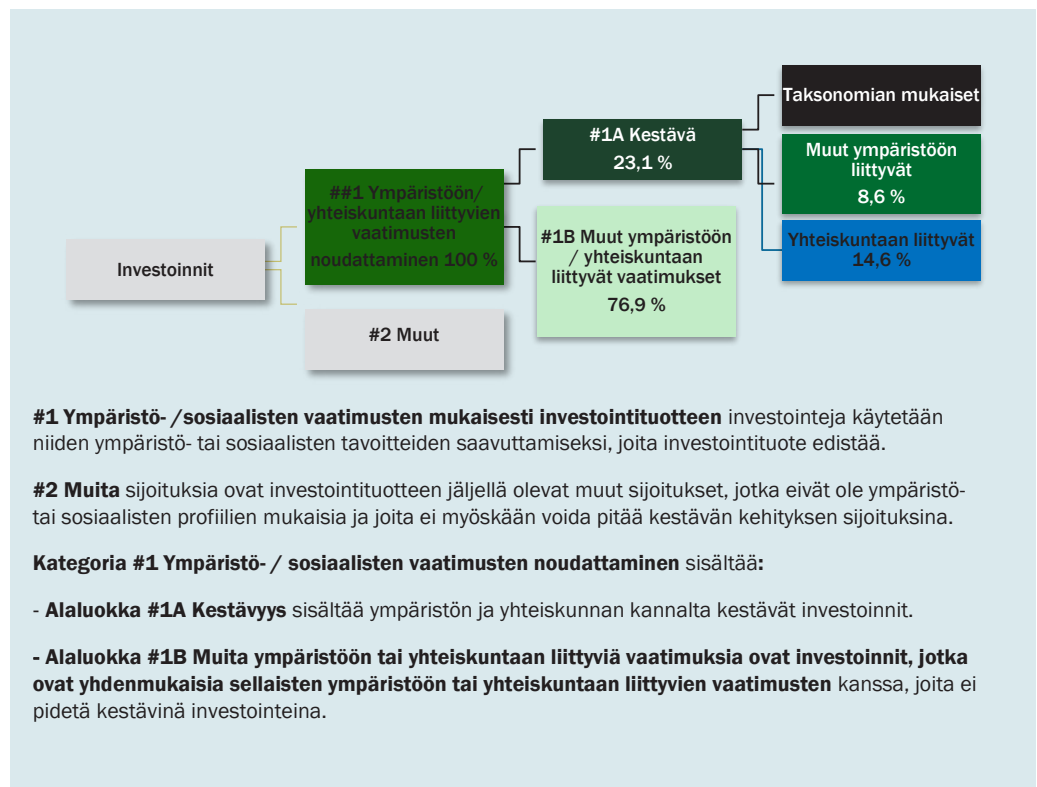 Investoinnit
##1 Ympäristöön/
yhteiskuntaan liittyvien
vaatimusten
noudattaminen 100 %
#2 Muut
#1A Kestävä
23,1 %
#1B Muut ympäristöön
/ yhteiskuntaan
liittyvät vaatimukset
76,9 %
Taksonomian mukaiset
Muut ympäristöön
liittyvät
8,6 %
Yhteiskuntaan liittyvät
14,6 %
#1 Ympäristö- /sosiaalisten vaatimusten mukaisesti investointituotteen investointeja käytetään
niiden ympäristö- tai sosiaalisten tavoitteiden saavuttamiseksi, joita investointituote edistää.
#2 Muita sijoituksia ovat investointituotteen jäljellä olevat muut sijoitukset, jotka eivät ole ympäristö-
tai sosiaalisten profiilien mukaisia ja joita ei myöskään voida pitää kestävän kehityksen sijoituksina.
Kategoria #1 Ympäristö- / sosiaalisten vaatimusten noudattaminen sisältää:
- Alaluokka #1A Kestävyys sisältää ympäristön ja yhteiskunnan kannalta kestävät investoinnit.
- Alaluokka #1B Muita ympäristöön tai yhteiskuntaan liittyviä vaatimuksia ovat investoinnit, jotka
ovat yhdenmukaisia sellaisten ympäristöön tai yhteiskuntaan liittyvien vaatimusten kanssa, joita ei
pidetä kestävinä investointeina.